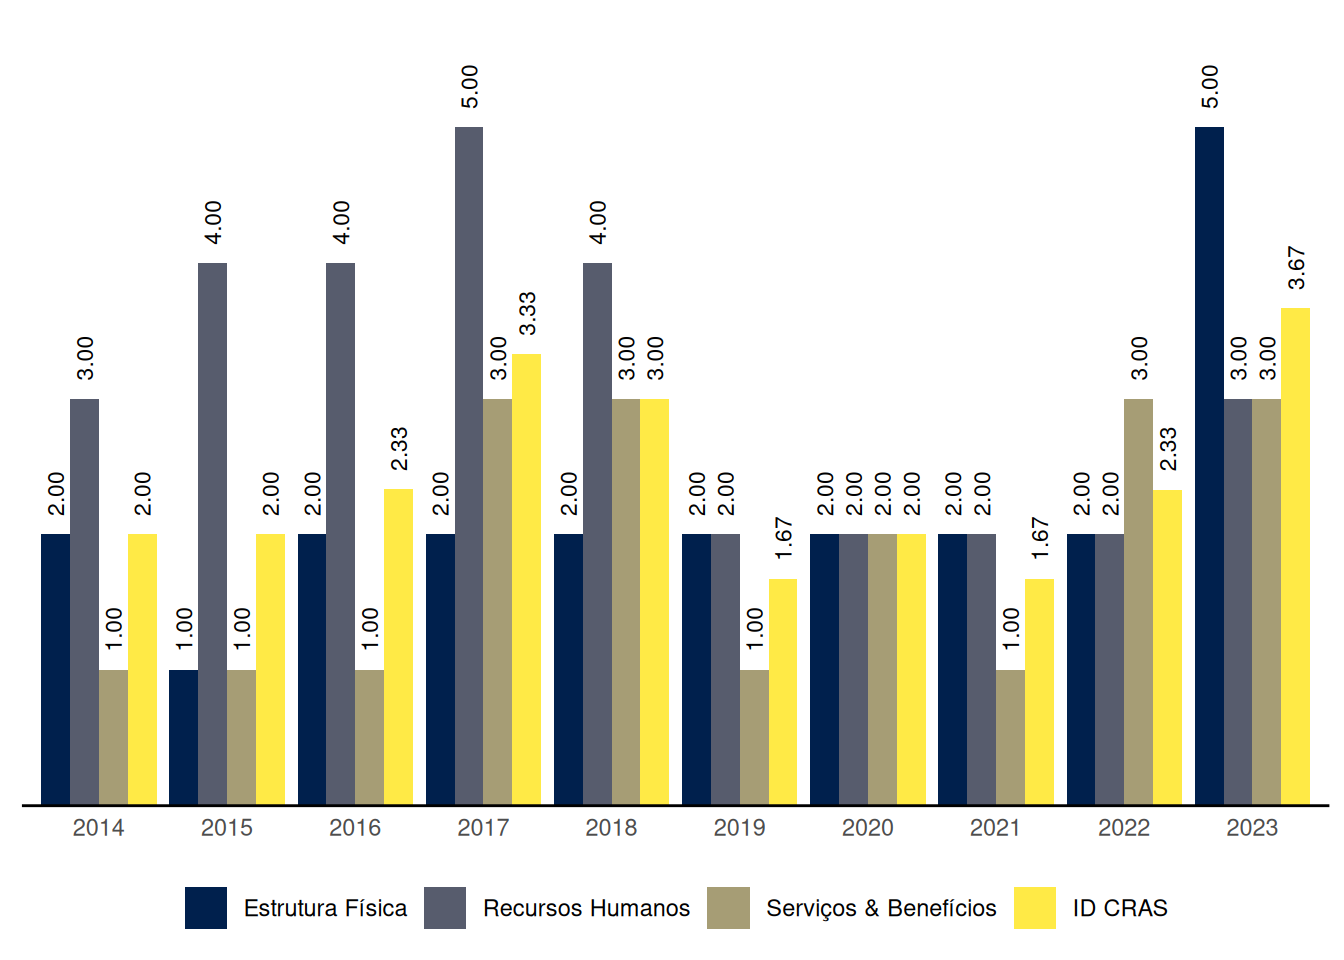 2.00 3.00 1.00 2.00
1.00 4.00 1.00 2.00
2.00 4.00 1.00 2.33
2.00 5.00 3.00 3.33
2.00 4.00 3.00 3.00
2.00 2.00 1.00 1.67
2.00 2.00 2.00 2.00
2.00 2.00 1.00 1.67
2.00 2.00 3.00 2.33
5.00 3.00 3.00 3.67
2014 2015 2016 2017 2018 2019 2020 2021 2022 2023
Estrutura Física Recursos Humanos Serviços & Benefícios ID CRAS